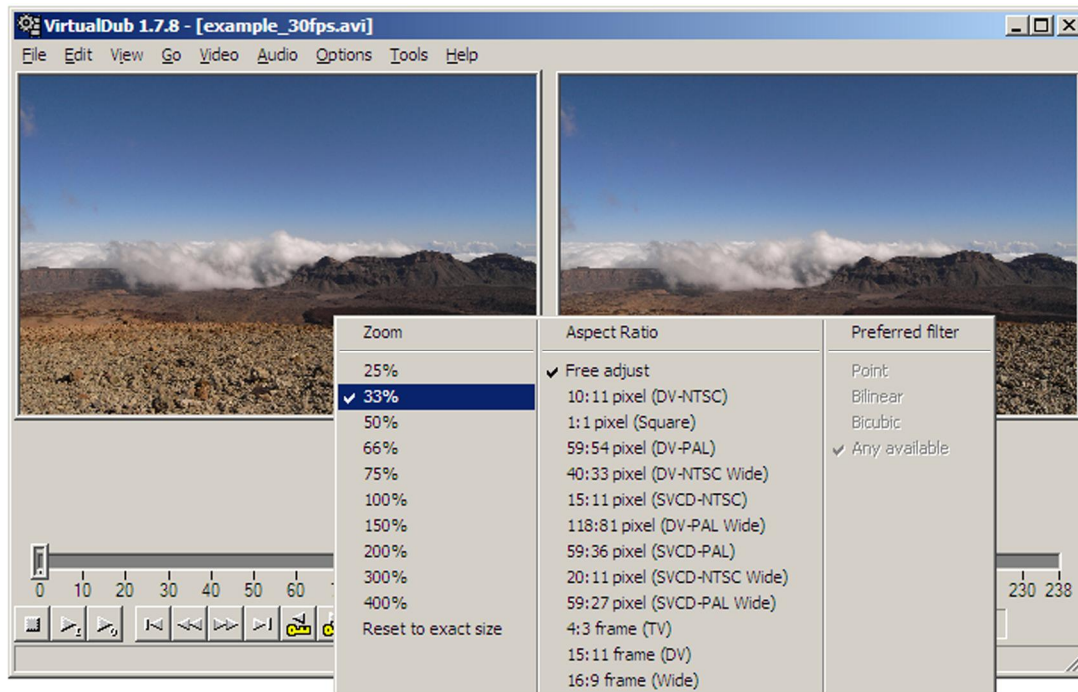 VirtualDub 1.7.8 - [example_30fps.avi]
File Edit View Go Video Audio Options Tools Help
Zoom
25%
33%
50%
66%
75%
100%
150%
200%
300%
400%
Reset to exact size
Aspect Ratio
Free adjust
10:11 pixel (DV-NTSC)
1:1 pixel (Square)
59:54 pixel (DV-PAL)
40:33 pixel (DV-NTSC Wide)
15:11 pixel (SVCD-NTSC)
118:81 pixel (DV-PAL Wide)
59:36 pixel (SVCD-PAL)
20:11 pixel (SVCD-NTSC Wide)
59:27 pixel (SVCD-PAL Wide)
4:3 frame (TV)
15:11 frame (DV)
16:9 frame (Wide)
Preferred filter
Point
Bilinear
Bicubic
Any available
0 10 20 30 40 50 60 230 238